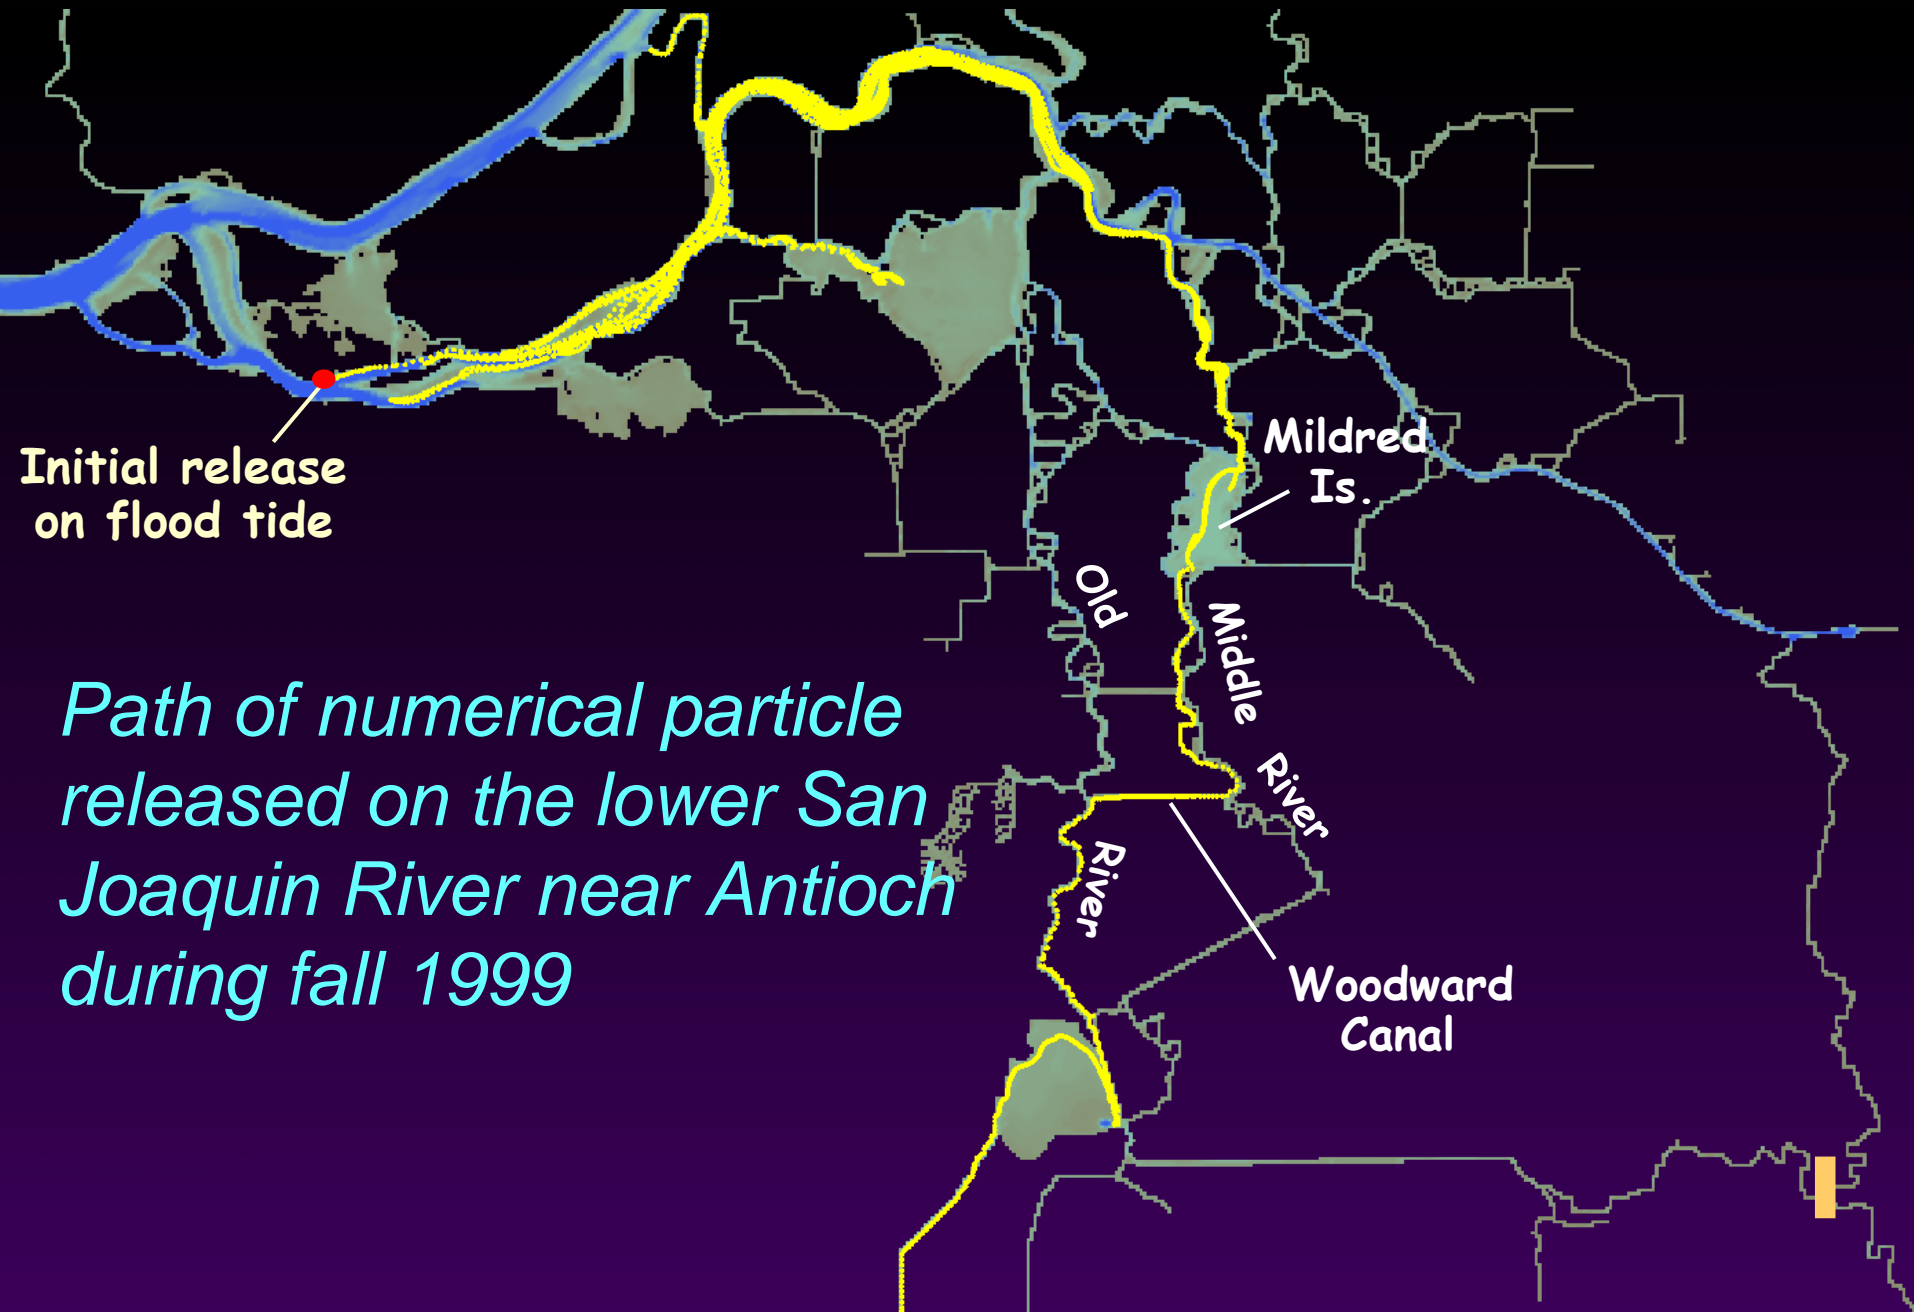 Initial release
on flood tide
Mildred
Is.
Old
Middle
River
River
Woodward
Canal
Path of numerical particle
released on the lower San
Joaquin River near Antioch
during fall 1999